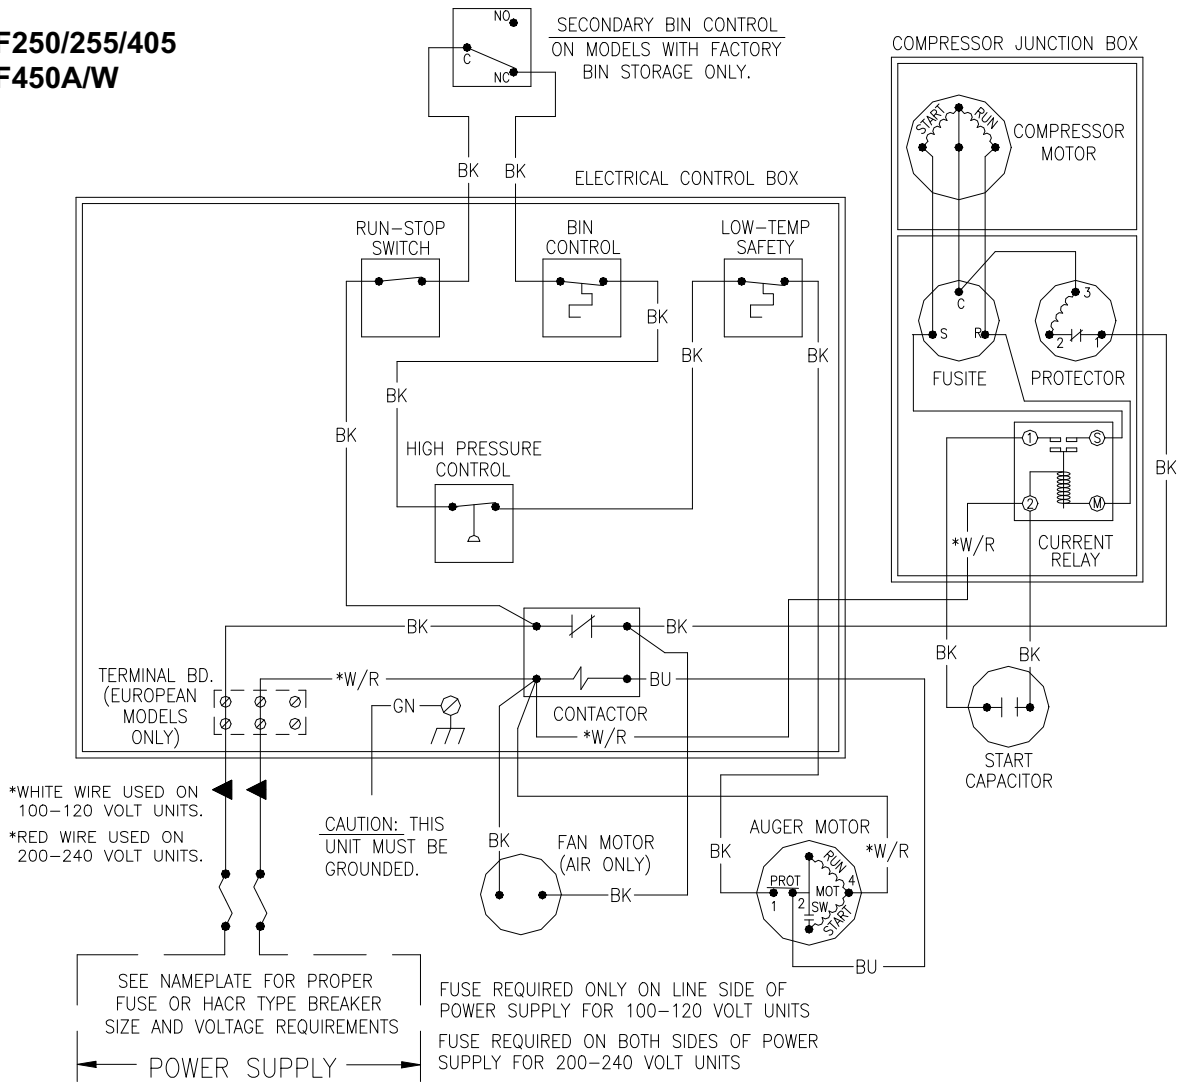 F250/255/405
F450A/W
NO
C
NC
SECONDARY BIN CONTROL
ON MODELS WITH FACTORY
BIN STORAGE ONLY.
COMPRESSOR JUNCTION BOX
START
RUN
COMPRESSOR
MOTOR
BK
BK
ELECTRICAL CONTROL BOX
RUN-STOP
SWITCH
BIN
CONTROL
LOW-TEMP
SAFETY
C
S
R
3
2
1
FUSITE
PROTECTOR
BK
BK
BK
BK
BK
HIGH PRESSURE
CONTROL
1
S
2
M
BK
*W/R
CURRENT
RELAY
BK
BK
BK
BK
TERMINAL BD.
(EUROPEAN
MODELS
ONLY)
*W/R
GN
BU
CONTACTOR
*W/R
START
CAPACITOR
*WHITE WIRE USED ON
100-120 VOLT UNITS.
*RED WIRE USED ON
200-240 VOLT UNITS.
CAUTION: THIS
UNIT MUST BE
GROUNDED.
BK
FAN MOTOR
(AIR ONLY)
BK
AUGER MOTOR
BK
*W/R
RUN
PROT
MOT
4
1
2
SW
START
BU
SEE NAMEPLATE FOR PROPER
FUSE OR HACR TYPE BREAKER
SIZE AND VOLTAGE REQUIREMENTS
POWER SUPPLY
FUSE REQUIRED ONLY ON LINE SIDE OF
POWER SUPPLY FOR 100-120 VOLT UNITS
FUSE REQUIRED ON BOTH SIDES OF POWER
SUPPLY FOR 200-240 VOLT UNITS